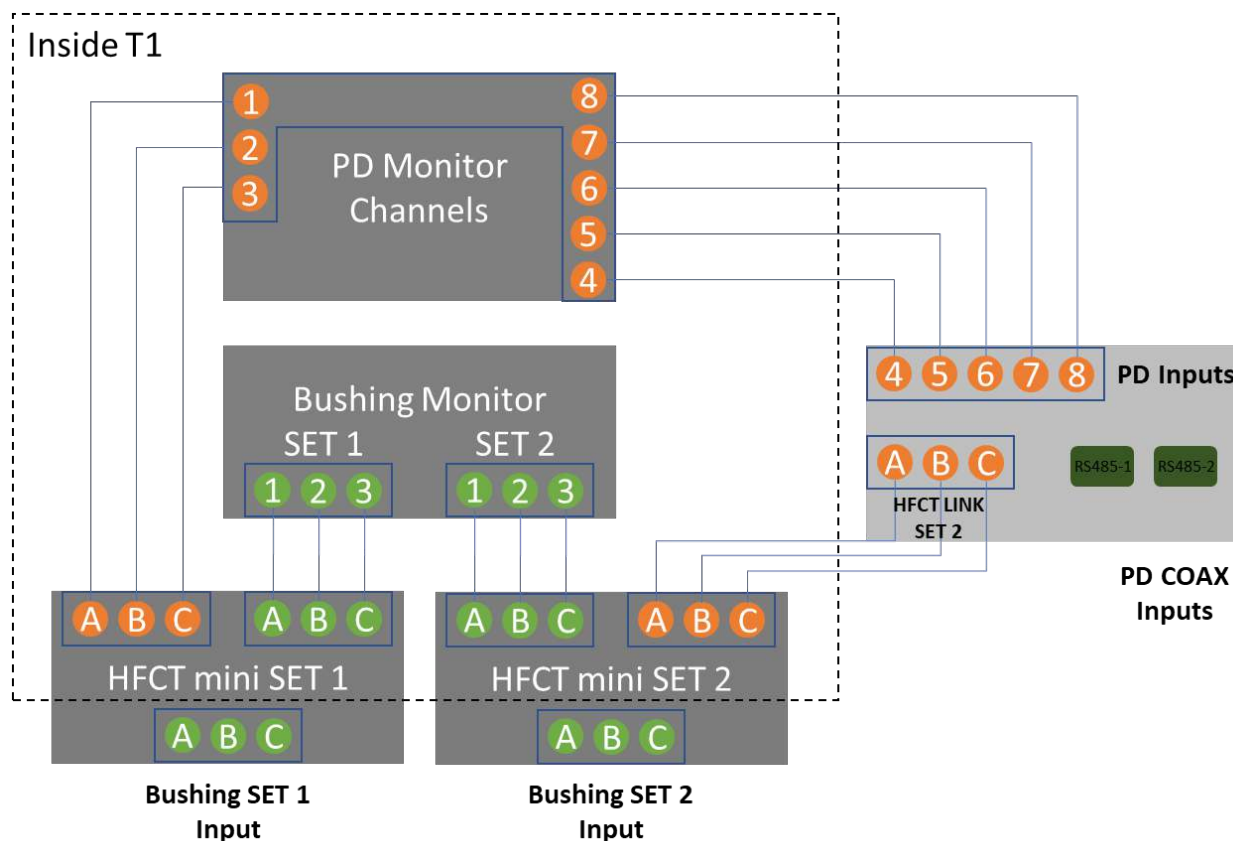 Inside T1
1
8
2
7
3
PD Monitor
Channels
6
5
4
4 5 6 7 8 PD Inputs
Bushing Monitor
SET 1 SET 2
1 2 3 1 2 3
A B C
RS485-1 RS485-2
HFCT LINK
SET 2
PD COAX
Inputs
A B C A B C A B C A B C
HFCT mini SET 1 HFCT mini SET 2
A B C A B C
Bushing SET 1
Input
Bushing SET 2
Input